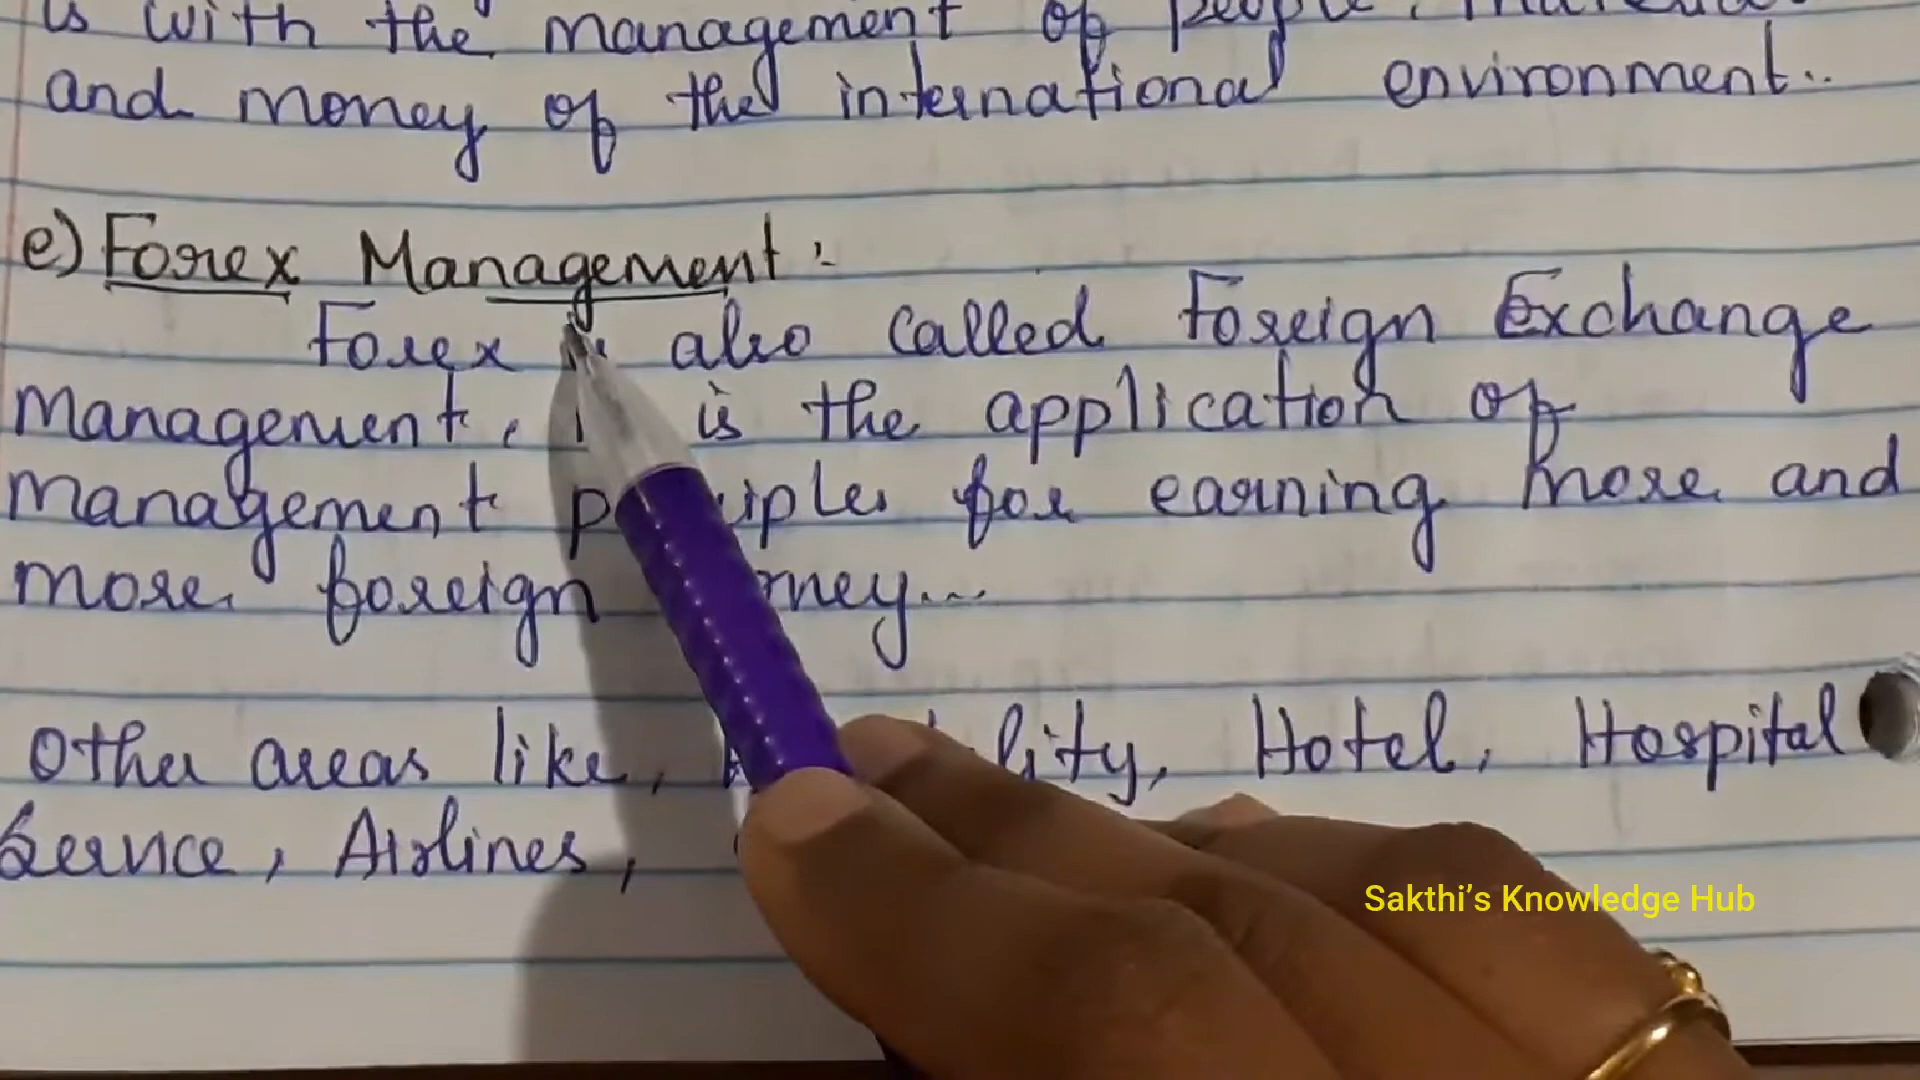 is with the management of people,
and money of the international environment..
e) Forex Management :-
Forex also called Foreign Exchange
Management, is the application of
management for earning more and
more foreign
Other areas like, Hotel, Hospital
Service, Airlines,
Sakthi's Knowledge Hub